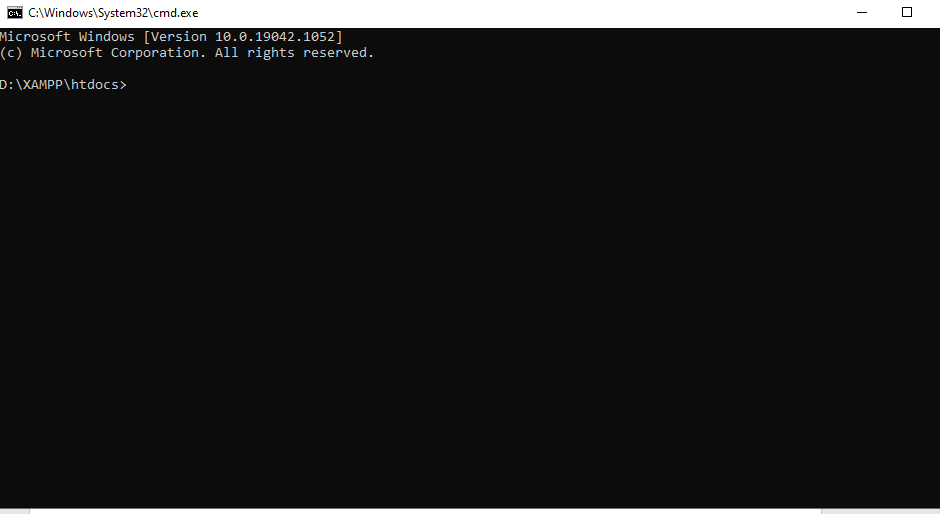 C:\Windows\System32\cmd.exe
Microsoft Windows [Version 10.0.19042.1052]
(c) Microsoft Corporation. All rights reserved.
D:\XAMPP\htdocs>